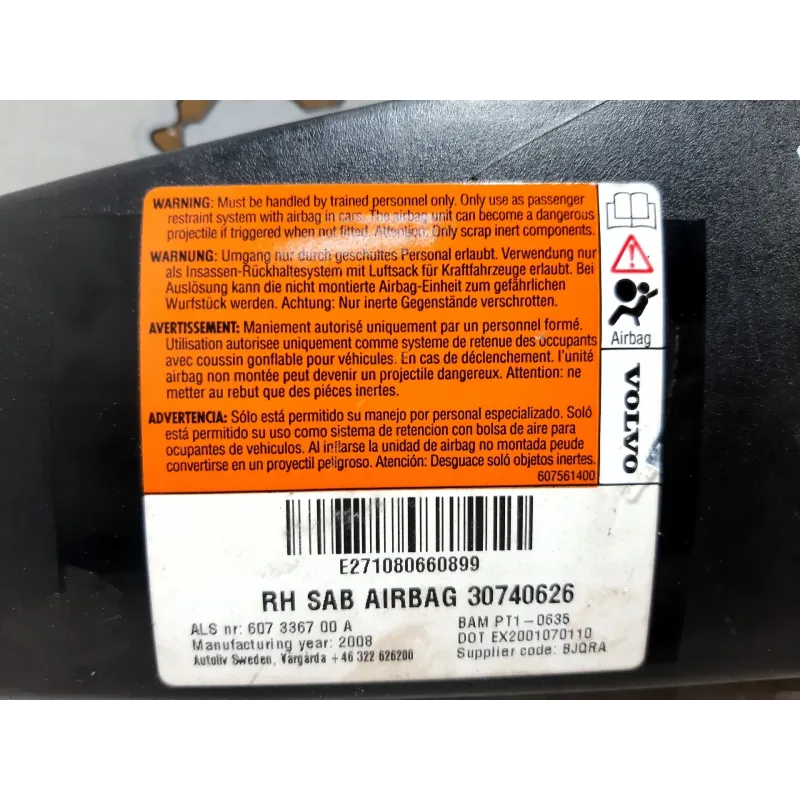 WARNING: Must be handled by trained personnel only. Only use as passenger
restraint system with airbag in cars. The airbag unit can become a dangerous
projectile if triggered when not fitted. Attention: Only scrap inert components.
WARNUNG: Umgang nur durch geschultes Personal erlaubt. Verwendung nur
als Insassen-Rückhaltesystem mit Luftsack für Kraftfahrzeuge erlaubt. Bei
Auslösung kann die nicht montierte Airbag-Einheit zum gefährlichen
Wurfstück werden. Achtung: Nur inerte Gegenstände verschrotten.
AVERTISSEMENT: Maniement autorisé uniquement par un personnel formé.
Utilisation autorisee uniquement comme systeme de retenue des occupants
avec coussin gonflable pour véhicules. En cas de déclenchement. l'unité
airbag non montée peut devenir un projectile dangereux. Attention: ne
metter au rebut que des piéces inertes.
ADVERTENCIA: Sólo está permitido su manejo por personal especializado. Soló
está permitido su uso como sistema de retencion con bolsa de aire para
ocupantes de vehiculos. Al inflarse la unidad de airbag no montada peude
convertirse en un proyectil peligroso. Atención: Desguace soló objetos inertes.
607561400
Airbag
VOLVO
E271080660899
RH SAB AIRBAG 30740626
ALS nr: 607 3367 00 A
Manufacturing year: 2008
Autoliv Sweden, Vårgårda +46 322 626200
BAM PT1-0635
DOT EX2001070110
Supplier code: BJQRA